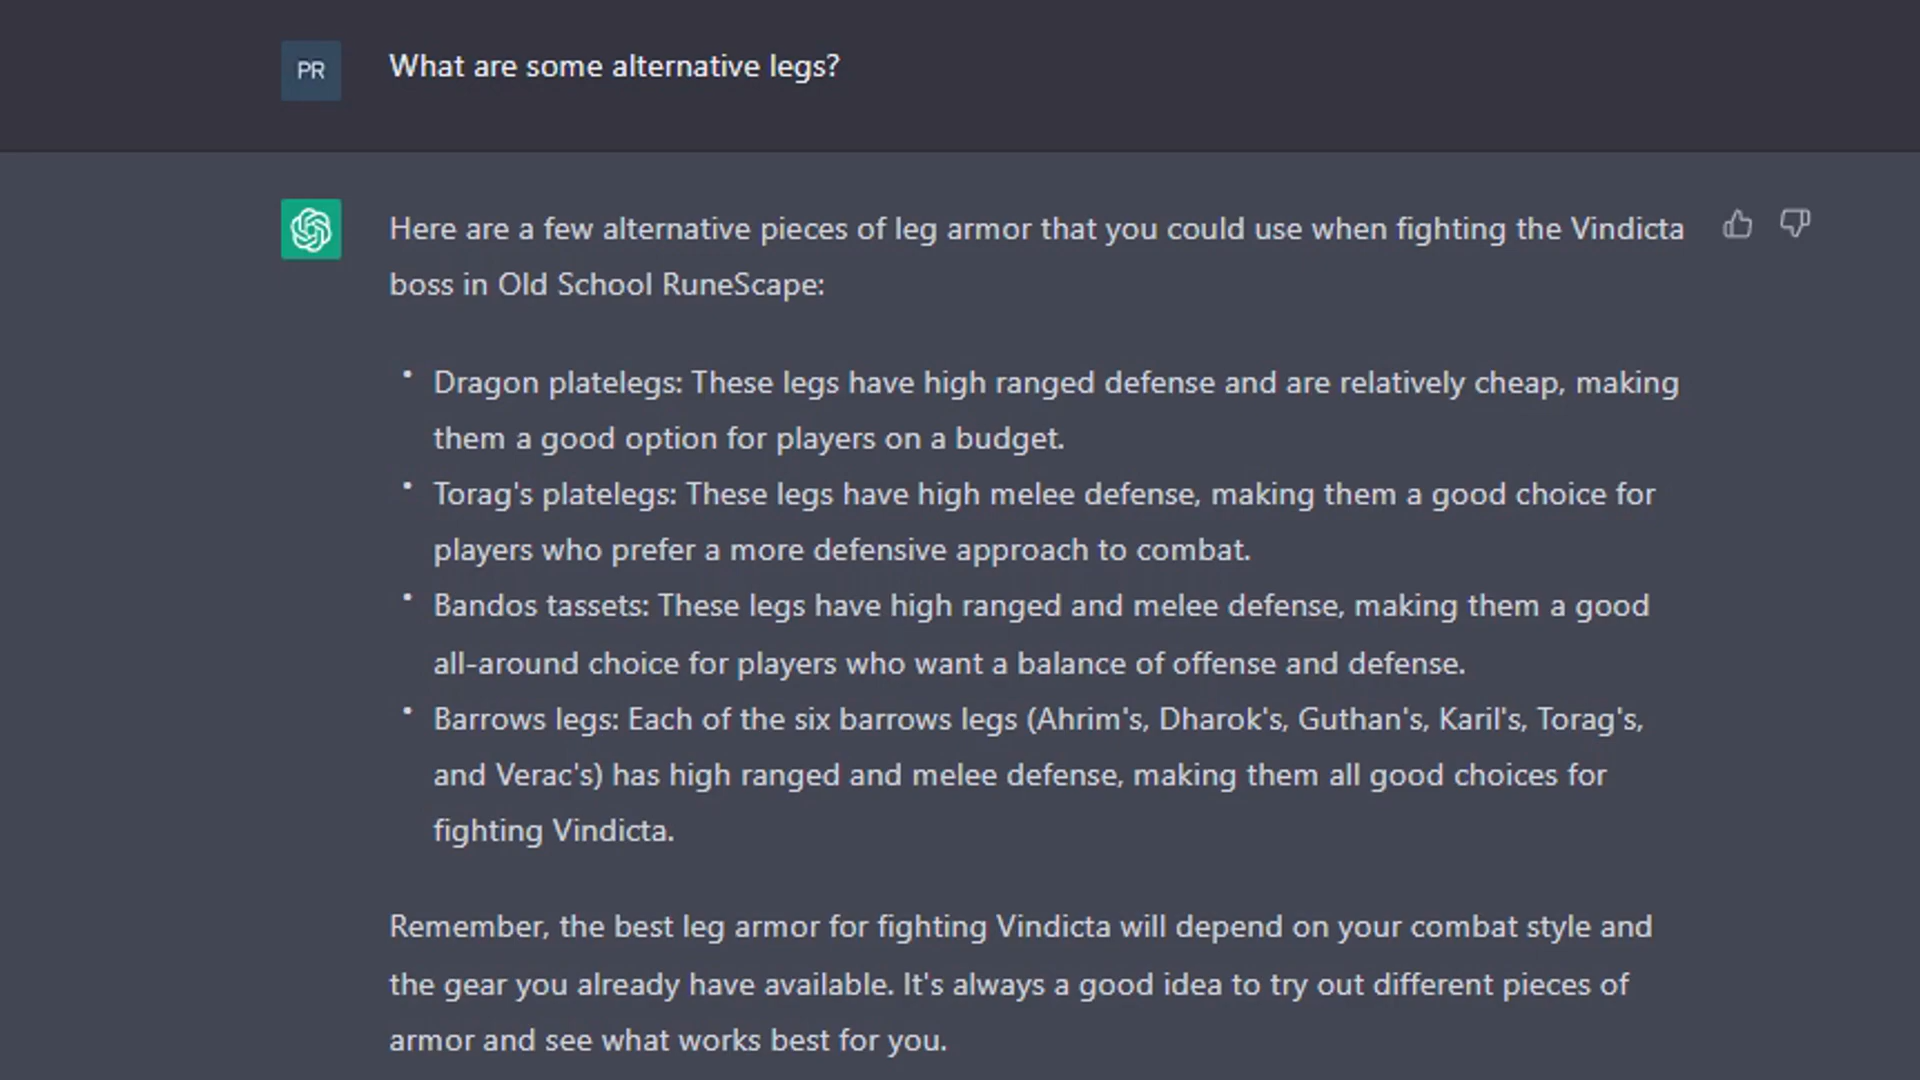 PR
What are some alternative legs?
Here are a few alternative pieces of leg armor that you could use when fighting the Vindicta
boss in Old School RuneScape:
• Dragon platelegs: These legs have high ranged defense and are relatively cheap, making
them a good option for players on a budget.
• Torag's platelegs: These legs have high melee defense, making them a good choice for
players who prefer a more defensive approach to combat.
• Bandos tassets: These legs have high ranged and melee defense, making them a good
all-around choice for players who want a balance of offense and defense.
• Barrows legs: Each of the six barrows legs (Ahrim's, Dharok's, Guthan's, Karil's, Torag's,
and Verac's) has high ranged and melee defense, making them all good choices for
fighting Vindicta.
Remember, the best leg armor for fighting Vindicta will depend on your combat style and
the gear you already have available. It's always a good idea to try out different pieces of
armor and see what works best for you.